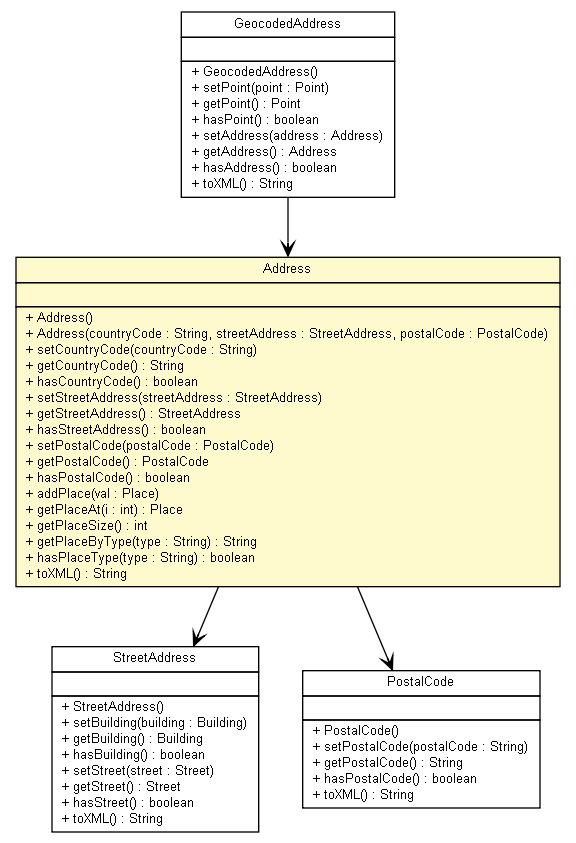 GeocodedAddress
+ GeocodedAddress()
+ setPoint(point : Point)
+ getPoint() : Point
+ hasPoint() : boolean
+ setAddress(address : Address)
+ getAddress() : Address
+ hasAddress() : boolean
+ toXML() : String
Address
+ Address()
+ Address(countryCode : String, streetAddress : StreetAddress, postalCode : PostalCode)
+ setCountryCode(countryCode : String)
+ getCountryCode() : String
+ hasCountryCode() : boolean
+ setStreetAddress(streetAddress : StreetAddress)
+ getStreetAddress() : StreetAddress
+ hasStreetAddress() : boolean
+ setPostalCode(postalCode : PostalCode)
+ getPostalCode() : PostalCode
+ hasPostalCode() : boolean
+ addPlace(val : Place)
+ getPlaceAt(i : int) : Place
+ getPlaceSize() : int
+ getPlaceByType(type : String) : String
+ hasPlaceType(type : String) : boolean
+ toXML() : String
StreetAddress
+ StreetAddress()
+ setBuilding(building : Building)
+ getBuilding() : Building
+ hasBuilding() : boolean
+ setStreet(street : Street)
+ getStreet() : Street
+ hasStreet() : boolean
+ toXML() : String
PostalCode
+ PostalCode()
+ setPostalCode(postalCode : String)
+ getPostalCode() : String
+ hasPostalCode() : boolean
+ toXML() : String